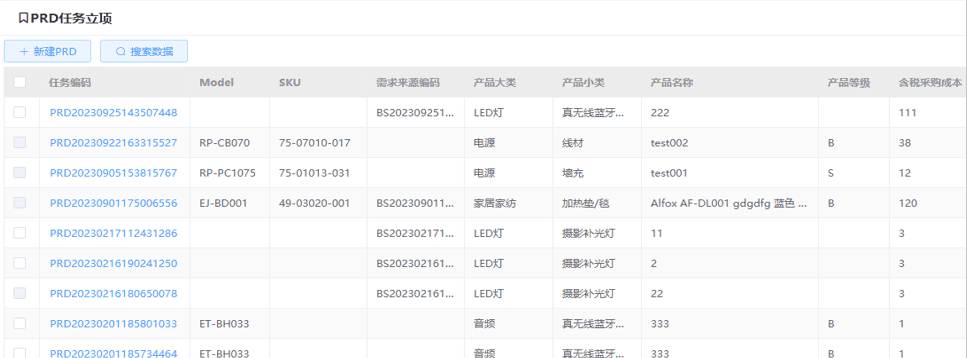 PRD任务立项
新建PRD 搜索数据
任务编码 Model SKU 需求来源编码 产品大类 产品小类 产品名称 产品等级 含税采购成本
PRD20230925143507448 BS202309251... LED灯 真无线蓝牙... 222 111
PRD20230922163315527 RP-CB070 75-07010-017 电源 线材 test002 B 38
PRD20230905153815767 RP-PC1075 75-01013-031 电源 墙充 test001 S 12
PRD20230901175006556 EJ-BD001 49-03020-001 BS202309011... 家居家纺 加热垫/毯 Alfox AF-DL001 gdgdfg 蓝色 ... B 120
PRD20230217112431286 BS202302171... LED灯 摄影补光灯 11 3
PRD20230216190241250 BS202302161... LED灯 摄影补光灯 2 3
PRD20230216180650078 BS202302161... LED灯 摄影补光灯 22 3
PRD20230201185801033 ET-BH033 音频 真无线蓝牙... 333 B 1
PRD20230201185734464 ET-BH033 音频 真无线蓝牙... 333 B 1